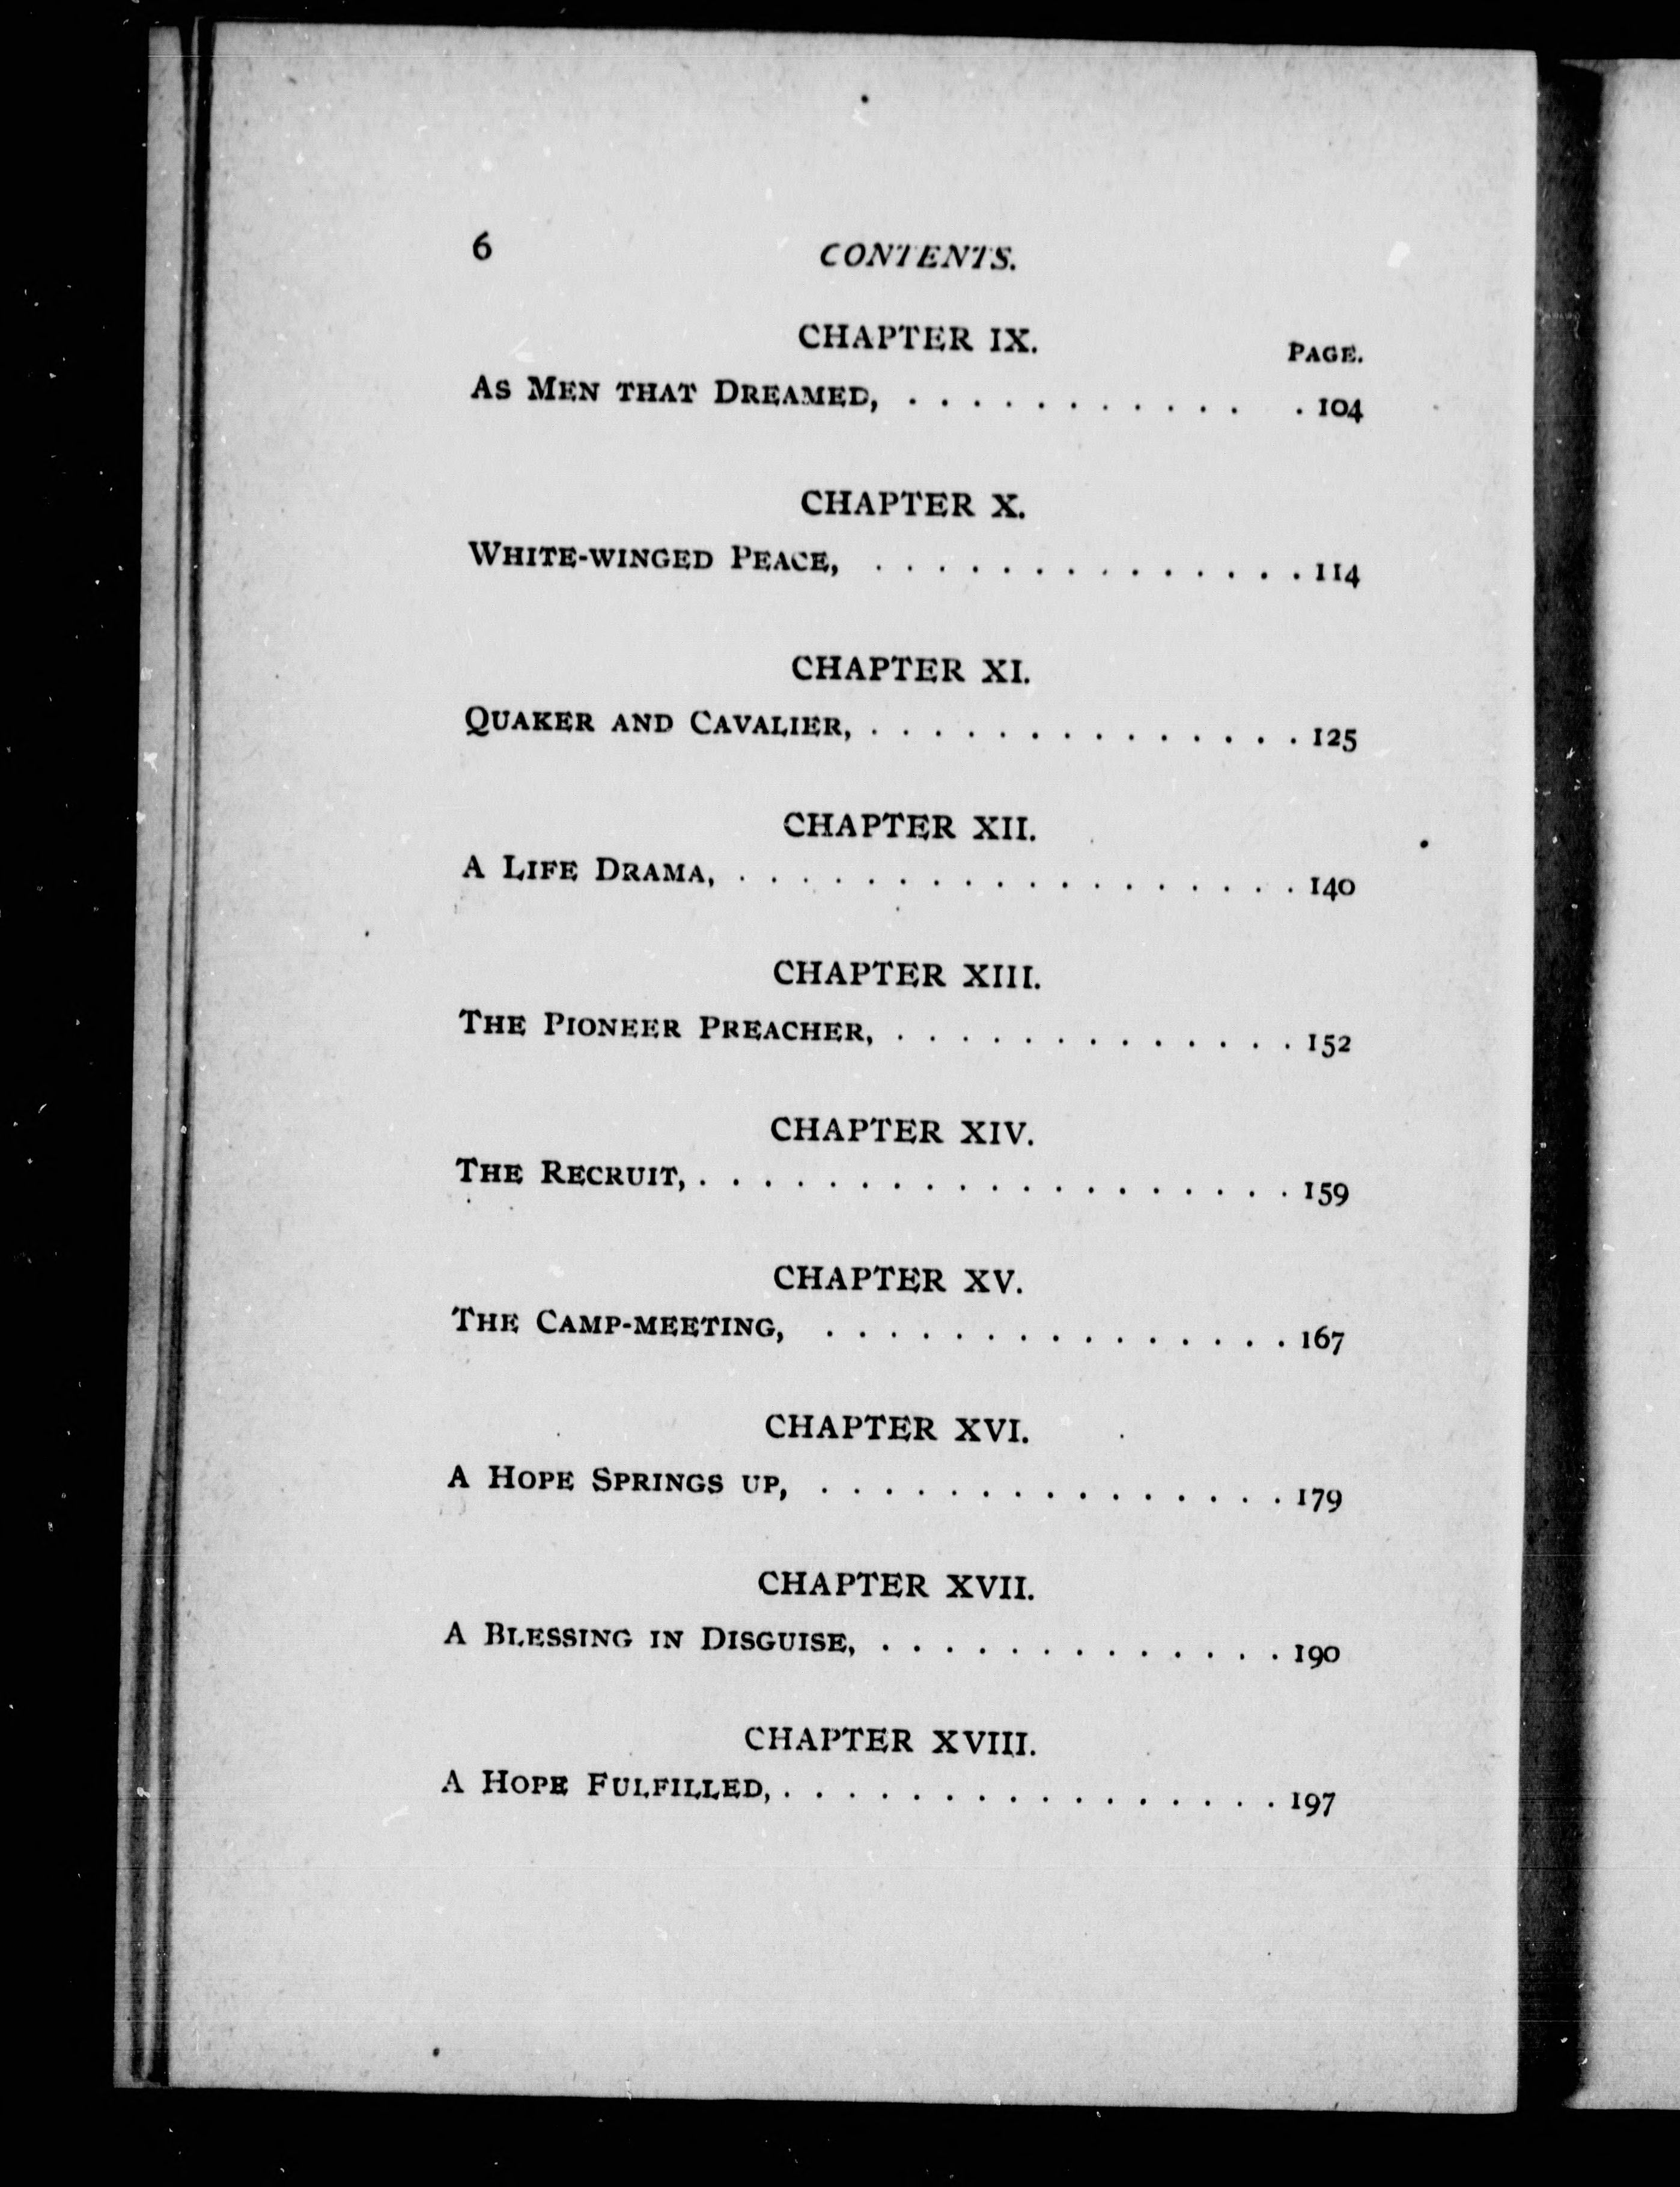 6 CONTENTS.
CHAPTER IX.
PAGE.
As Men that Dreamed, . . . . . . . . . . . . 104
CHAPTER X.
White-winged Peace, . . . . . . . . . . . . . . 114
CHAPTER XI.
Quaker and Cavalier, . . . . . . . . . . . . . . 125
CHAPTER XII.
A Life Drama, . . . . . . . . . . . . . . . . . . 140
CHAPTER XIII.
The Pioneer Preacher, . . . . . . . . . . . . . 152
CHAPTER XIV.
The Recruit, . . . . . . . . . . . . . . . . . . . 159
CHAPTER XV.
The Camp-meeting, . . . . . . . . . . . . . . . 167
CHAPTER XVI.
A Hope Springs up, . . . . . . . . . . . . . . . 179
CHAPTER XVII.
A Blessing in Disguise, . . . . . . . . . . . . . 190
CHAPTER XVIII.
A Hope Fulfilled, . . . . . . . . . . . . . . . . 197